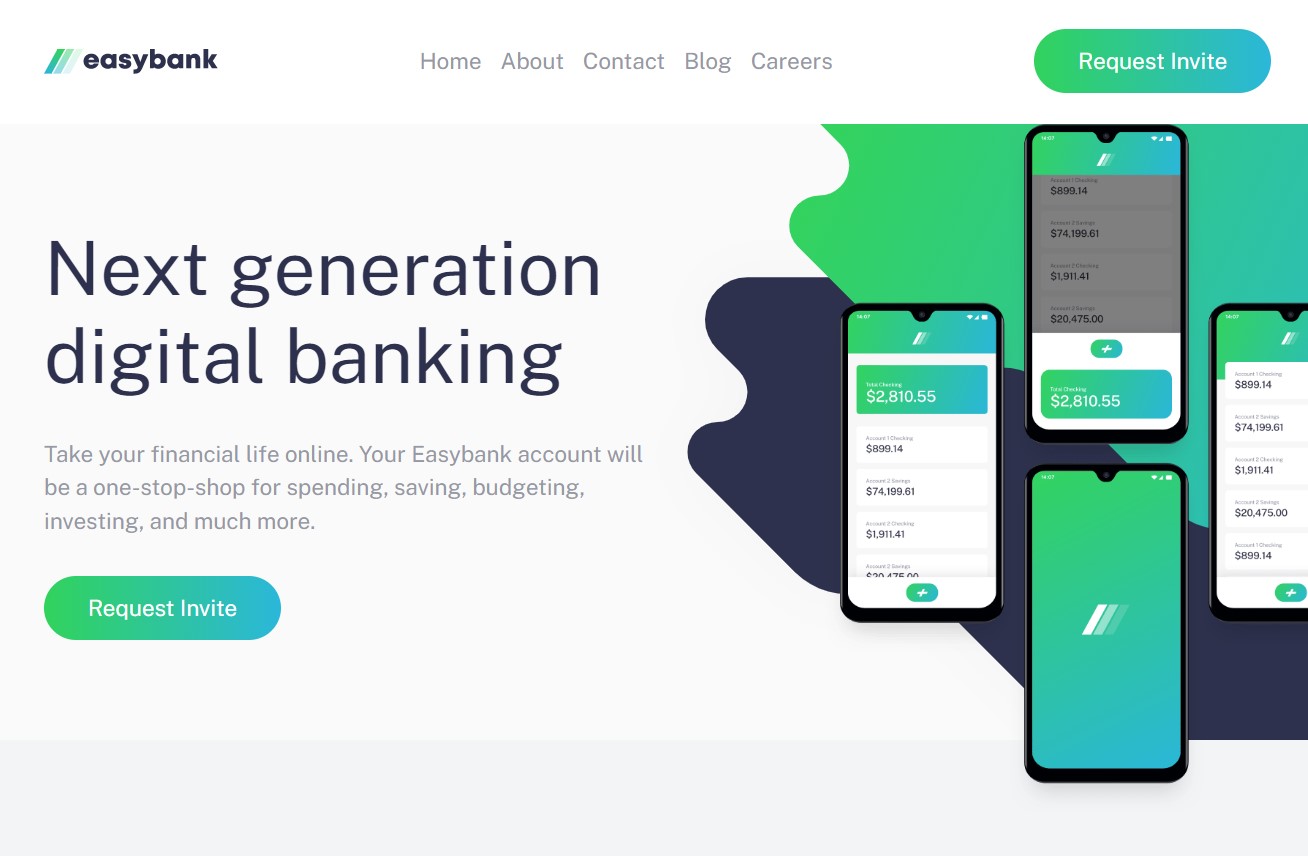 easybank
Home About Contact Blog Careers
Request Invite
Next generation
digital banking
Take your financial life online. Your Easybank account will
be a one-stop-shop for spending, saving, budgeting,
investing, and much more.
Request Invite
14:07
Account 1 Checking
$899.14
Account 2 Savings
$74,199.61
Account 2 Checking
$1,911.41
Account 2 Savings
$20,475.00
Total Checking
$2,810.55
14:07
Total Checking
$2,810.55
Account 1 Checking
$899.14
Account 2 Savings
$74,199.61
Account 2 Checking
$1,911.41
Account 2 Savings
$20,475.00
14:07
Account 1 Checking
$899.14
Account 2 Savings
$74,199.61
Account 2 Checking
$1,911.41
Account 2 Savings
$20,475.00
Account 1 Checking
$899.14
14:07